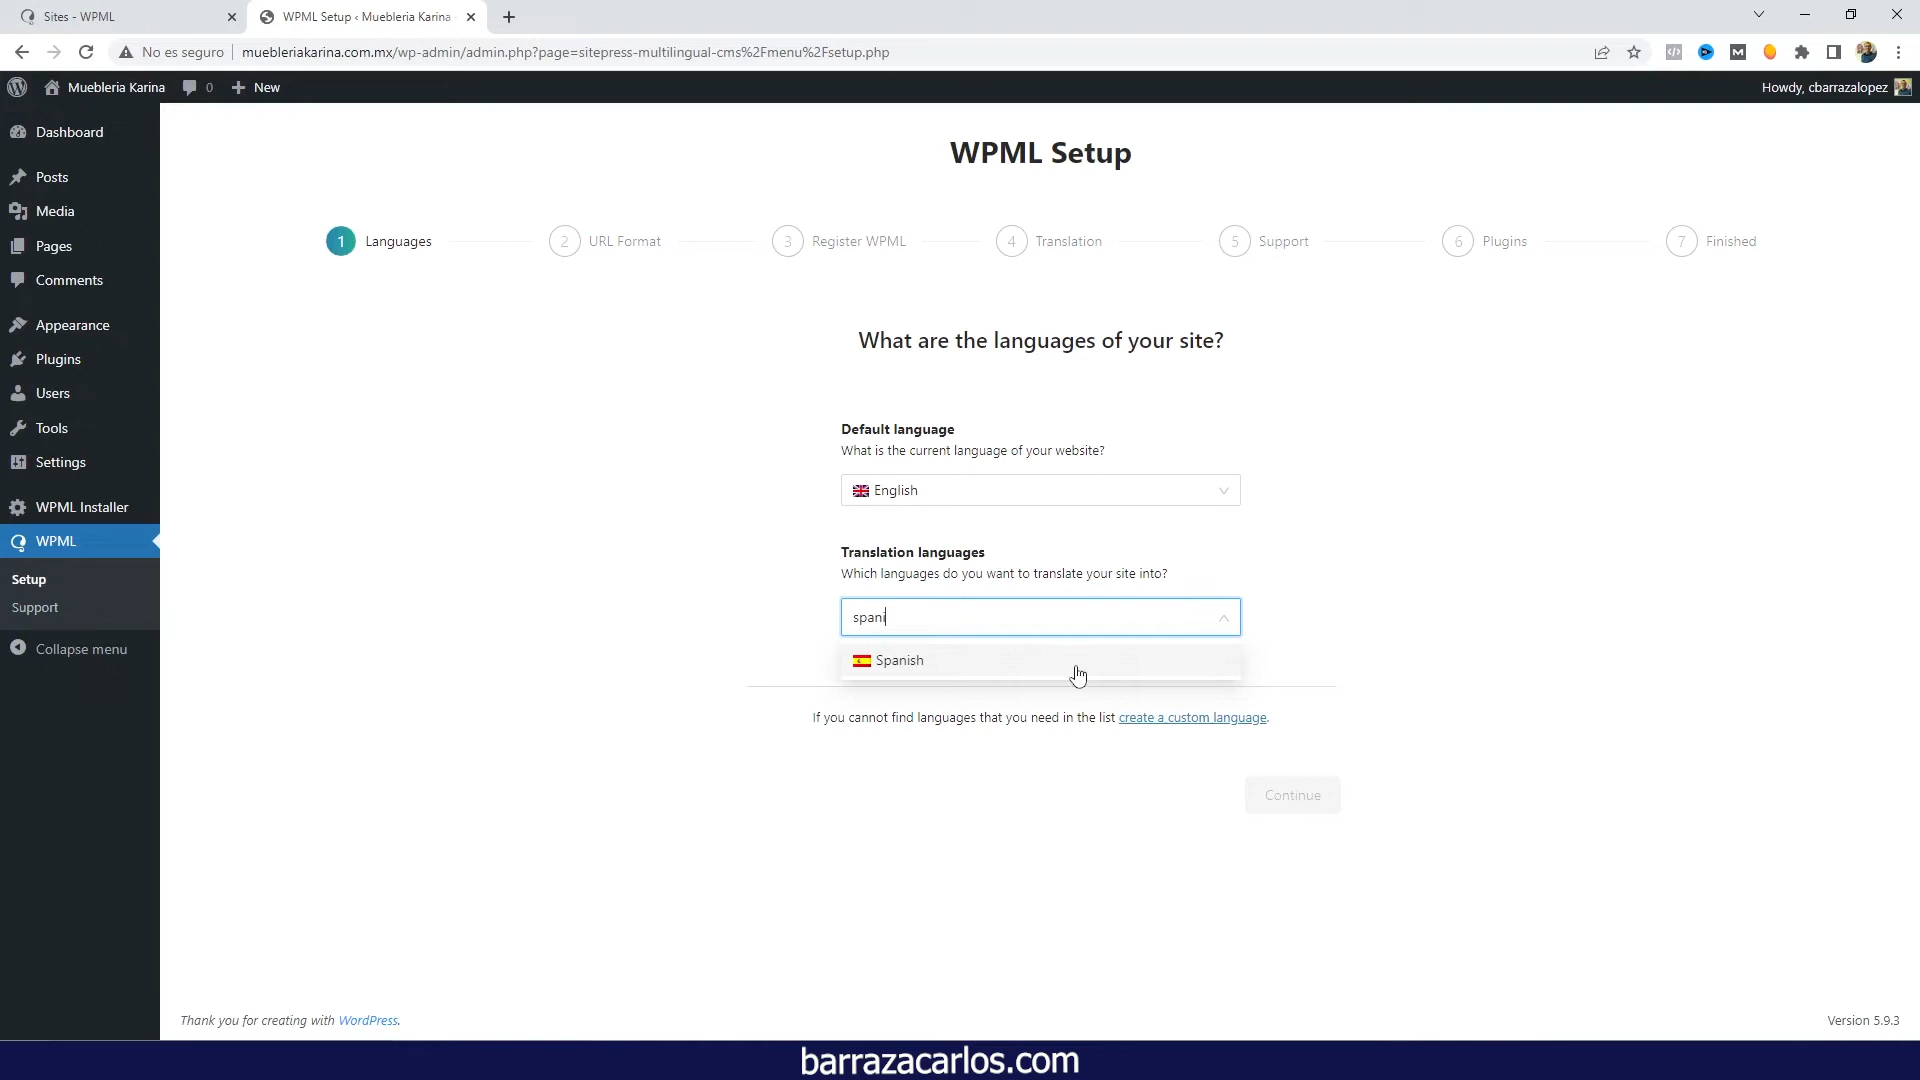 Sites - WPML
WPML Setup ‹ Muebleria Karina
No es seguro
muebleriakarina.com.mx/wp-admin/admin.php?page=sitepress-multilingual-cms%2Fmenu%2Fsetup.php
Muebleria Karina
0
New
Howdy, cbarrazalopez
Dashboard
Posts
Media
Pages
Comments
Appearance
Plugins
Users
Tools
Settings
WPML Installer
WPML
Setup
Support
Collapse menu
WPML Setup
1 Languages
2 URL Format
3 Register WPML
4 Translation
5 Support
6 Plugins
7 Finished
What are the languages of your site?
Default language
What is the current language of your website?
English
Translation languages
Which languages do you want to translate your site into?
spani
Spanish
If you cannot find languages that you need in the list create a custom language.
Continue
Thank you for creating with WordPress.
Version 5.9.3
barrazacarlos.com